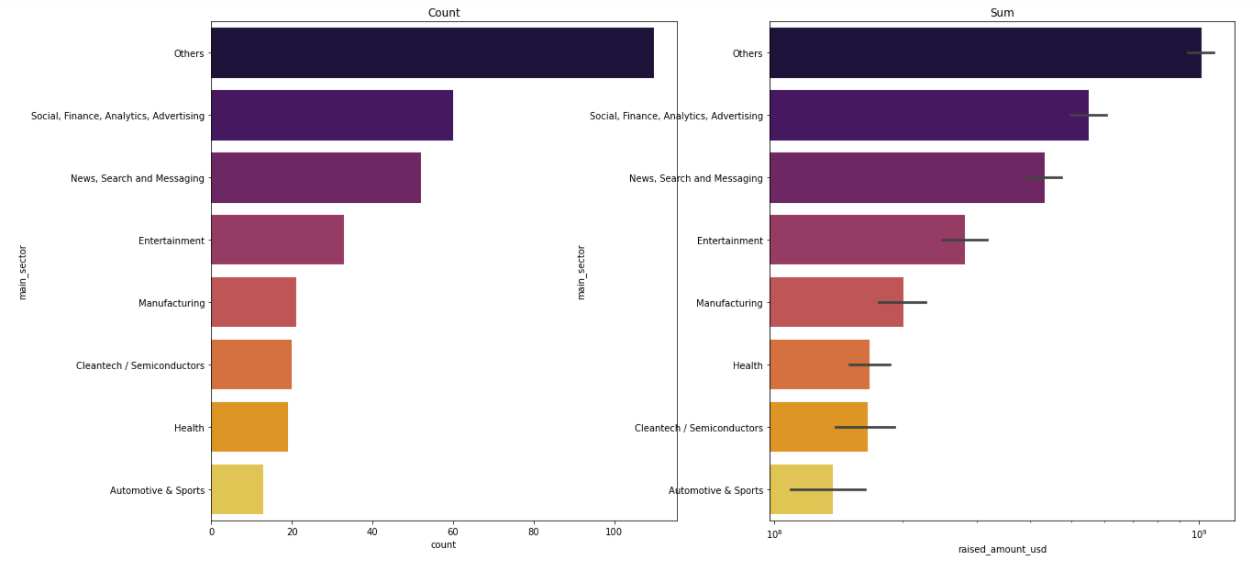 Count
Others
Social, Finance, Analytics, Advertising
News, Search and Messaging
Entertainment
Manufacturing
Cleantech / Semiconductors
Health
Automotive & Sports
main_sector
0 20 40 60 80 100
count
Sum
Others
Social, Finance, Analytics, Advertising
News, Search and Messaging
Entertainment
Manufacturing
Health
Cleantech / Semiconductors
Automotive & Sports
main_sector
10⁸ 10⁹
raised_amount_usd